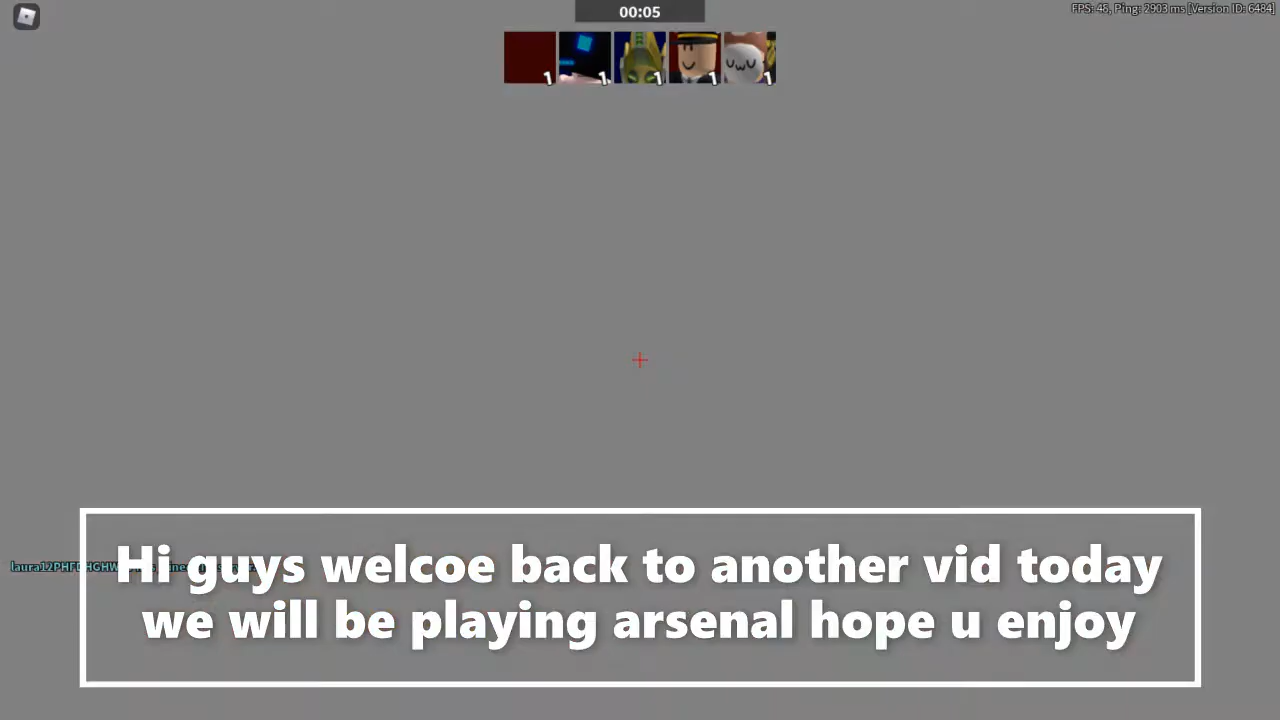 00:05
FPS: 45, Ping: 2903 ms [Version ID: 6484]
1 1 1 1 1
Hi guys welcoe back to another vid today
we will be playing arsenal hope u enjoy